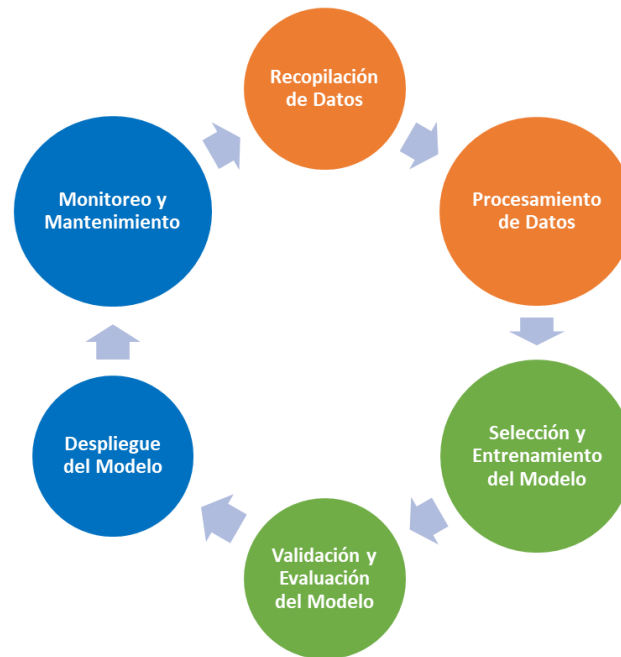 Recopilación
de Datos
Procesamiento
de Datos
Selección y
Entrenamiento
del Modelo
Validación y
Evaluación
del Modelo
Despliegue
del Modelo
Monitoreo y
Mantenimiento